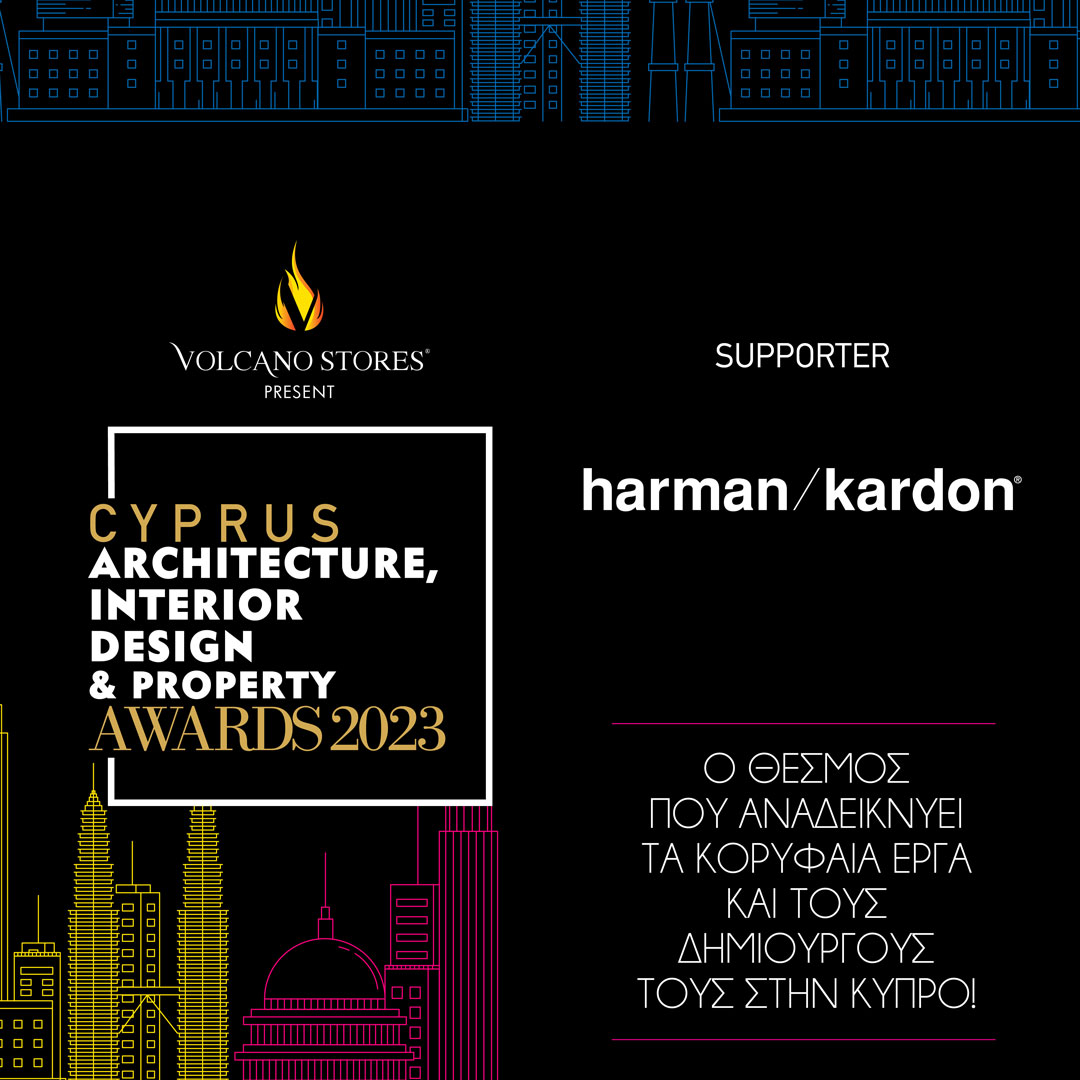 VOLCANO STORES®
PRESENT
CYPRUS
ARCHITECTURE,
INTERIOR
DESIGN
& PROPERTY
AWARDS 2023
SUPPORTER
harman/kardon®
Ο ΘΕΣΜΟΣ
ΠΟΥ ΑΝΑΔΕΙΚΝΥΕΙ
ΤΑ ΚΟΡΥΦΑΙΑ ΕΡΓΑ
ΚΑΙ ΤΟΥΣ
ΔΗΜΙΟΥΡΓΟΥΣ
ΤΟΥΣ ΣΤΗΝ ΚΥΠΡΟ!